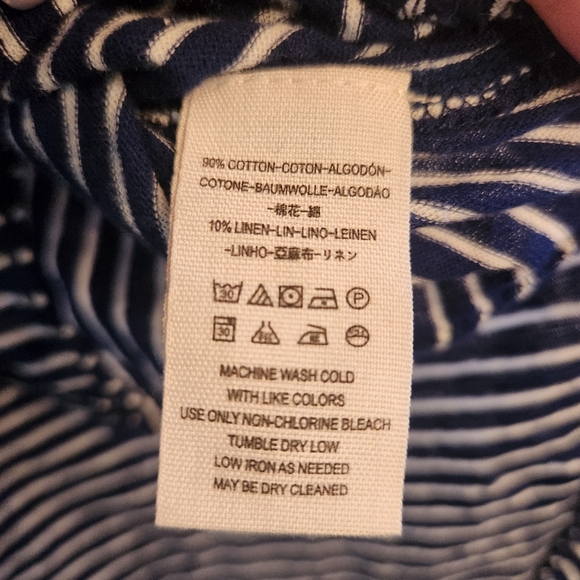 90% COTTON-COTON-ALGODÓN-
COTONE-BAUMWOLLE-ALGODÃO
-棉花-綿
10% LINEN-LIN-LINO-LEINEN
-LINHO-亞麻布-リネン
30 P
30
MACHINE WASH COLD
WITH LIKE COLORS
USE ONLY NON-CHLORINE BLEACH
TUMBLE DRY LOW
LOW IRON AS NEEDED
MAY BE DRY CLEANED